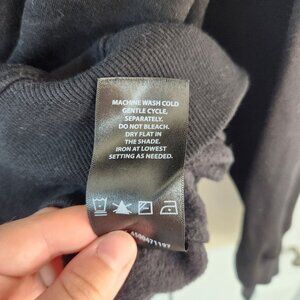 MACHINE WASH COLD
GENTLE CYCLE,
SEPARATELY.
DO NOT BLEACH.
DRY FLAT IN
THE SHADE.
IRON AT LOWEST
SETTING AS NEEDED.